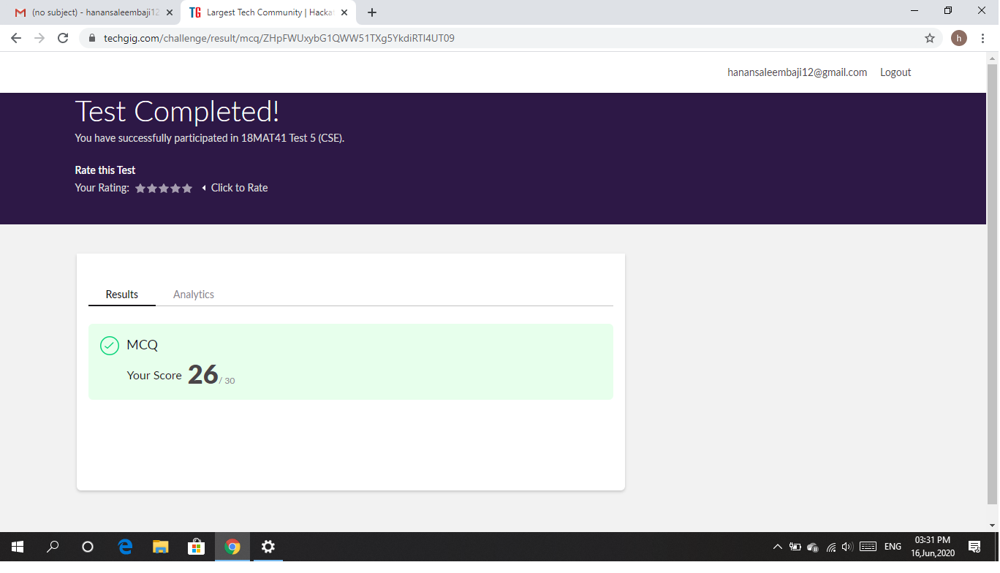 (no subject) - hanansaleembaji12
TG Largest Tech Community | Hacka
techgig.com/challenge/result/mcq/ZHpFWUxybG1QWW51TXg5YkdiRTl4UT09
h
hanansaleembaji12@gmail.com Logout
Test Completed!
You have successfully participated in 18MAT41 Test 5 (CSE).
Rate this Test
Your Rating: Click to Rate
Results Analytics
MCQ
Your Score 26 / 30
ENG
03:31 PM
16,Jun,2020